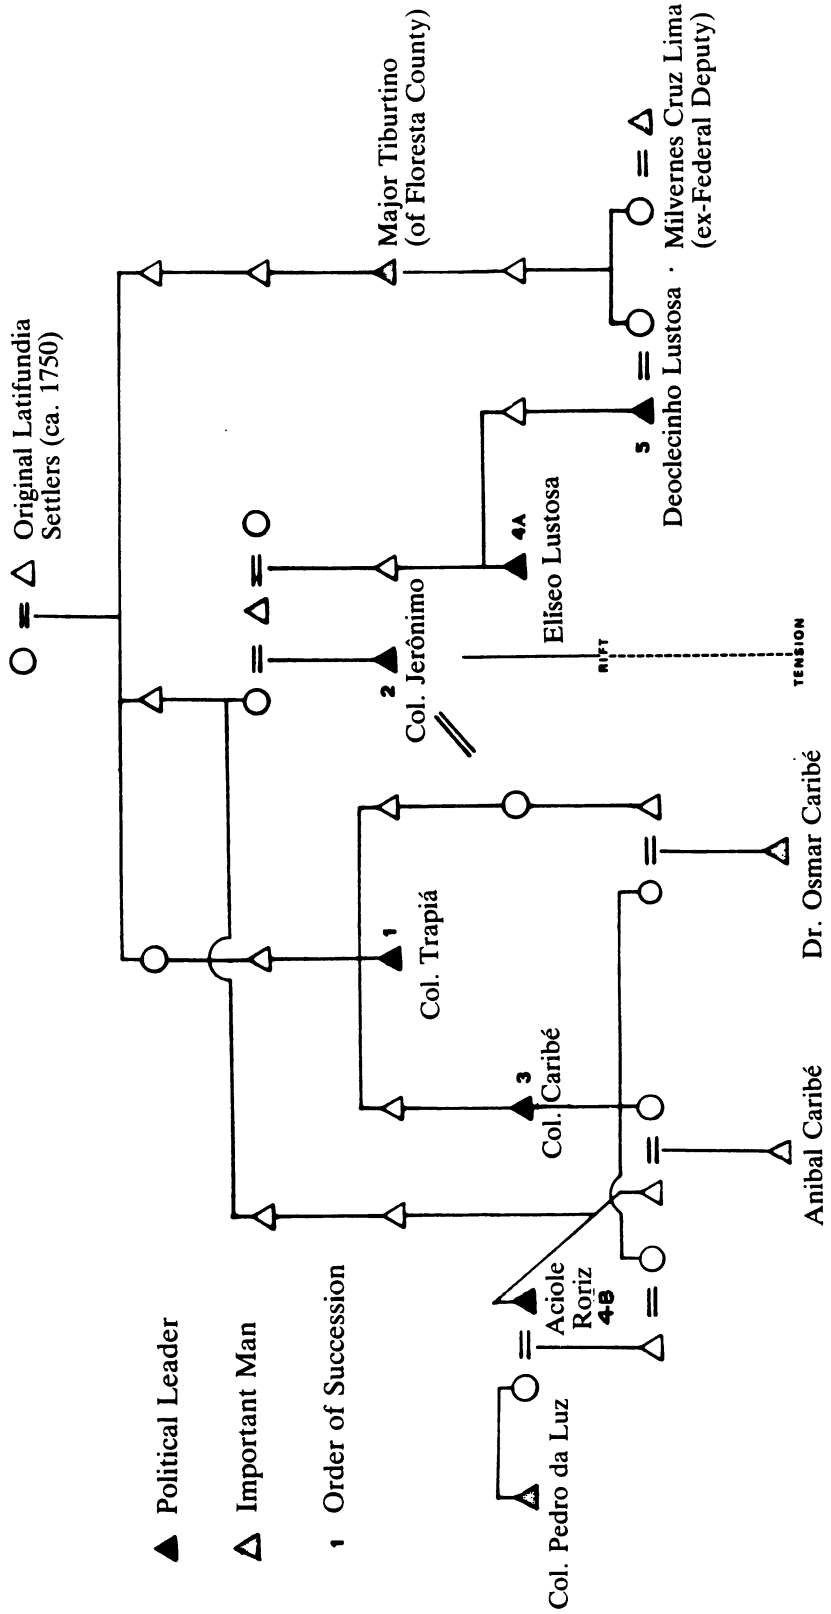 Original Latifundia
Settlers (ca. 1750)
Political Leader
Important Man
1 Order of Succession
Major Tiburtino
(of Floresta County)
1
Col. Trapiá
2
Col. Jerônimo
3
Col. Caribé
4A
Elíseo Lustosa
Aciole
Roriz
4-B
Col. Pedro da Luz
5
Deoclecinho Lustosa · Milvernes Cruz Lima
(ex-Federal Deputy)
RIFT
TENSION
Anibal Caribé
Dr. Osmar Caribé